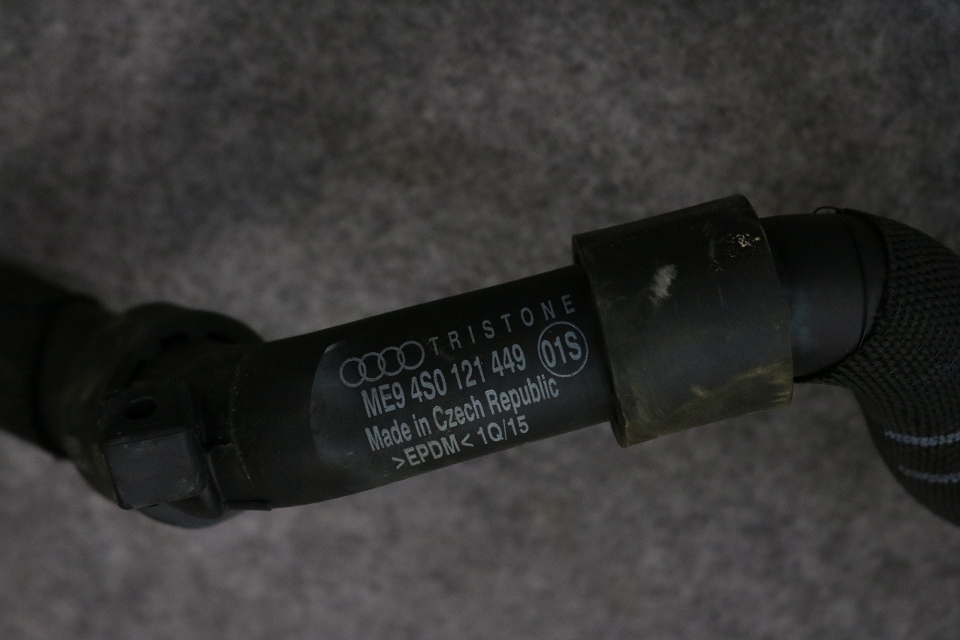 TRISTONE
ME9 4S0 121 449 01S
Made in Czech Republic
>EPDM< 1Q/15